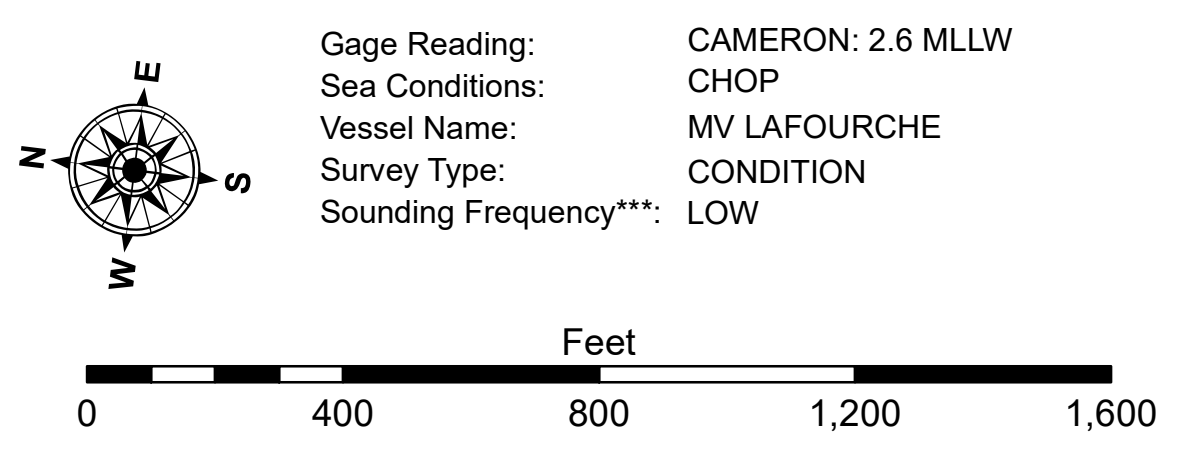 E
N
S
W
Gage Reading: CAMERON: 2.6 MLLW
Sea Conditions: CHOP
Vessel Name: MV LAFOURCHE
Survey Type: CONDITION
Sounding Frequency***: LOW
Feet
0 400 800 1,200 1,600